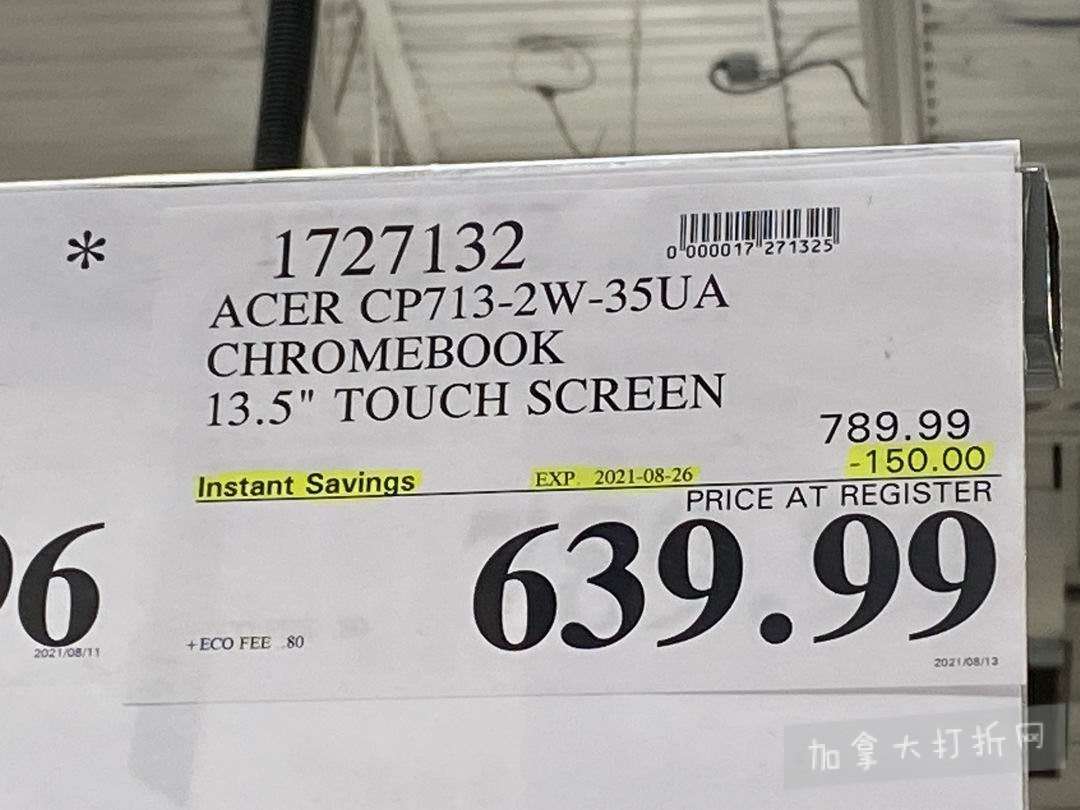 *
1727132
0 000017 271325
ACER CP713-2W-35UA
CHROMEBOOK
13.5" TOUCH SCREEN
789.99
-150.00
Instant Savings EXP. 2021-08-26
PRICE AT REGISTER
639.99
+ECO FEE .80
2021/08/13
96
2021/08/11
加拿大打折网